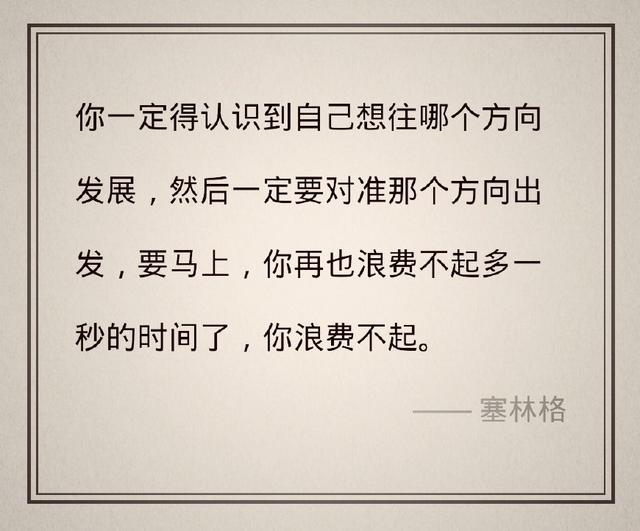 你一定得认识到自己想往哪个方向
发展，然后一定要对准那个方向出
发，要马上，你再也浪费不起多一
秒的时间了，你浪费不起。
—— 塞林格